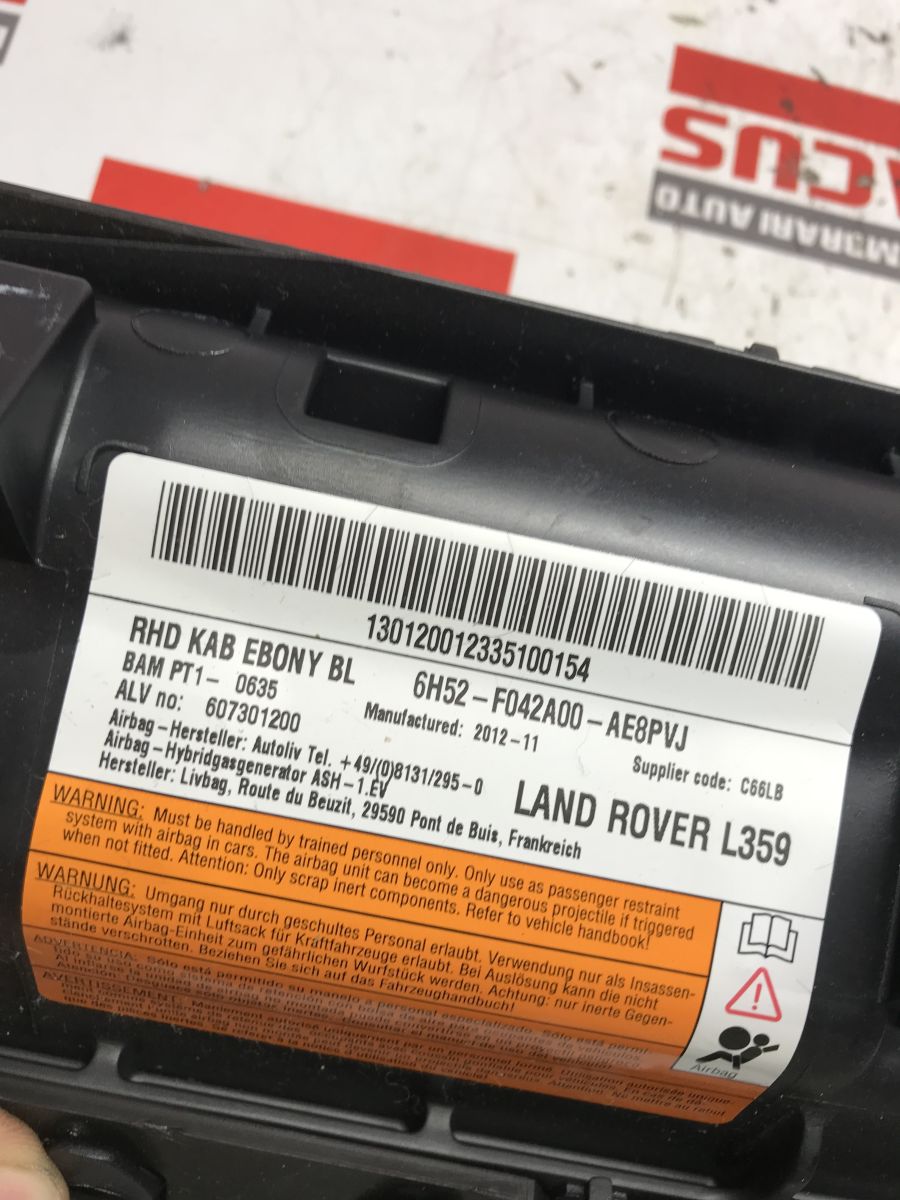 ACUS
MBRARI AUTO
130120012335100154
RHD KAB EBONY BL
6H52-F042A00-AE8PVJ
BAM PT1- 0635
Manufactured: 2012-11
ALV no: 607301200
Supplier code: C66LB
Airbag-Hersteller: Autoliv Tel. +49/(0)8131/295-0
Airbag-Hybridgasgenerator ASH-1.EV
LAND ROVER L359
Hersteller: Livbag, Route du Beuzit, 29590 Pont de Buis, Frankreich
WARNING: Must be handled by trained personnel only. Only use as passenger restraint
system with airbag in cars. The airbag unit can become a dangerous projectile if triggered
when not fitted. Attention: Only scrap inert components. Refer to vehicle handbook!
WARNUNG: Umgang nur durch geschultes Personal erlaubt. Verwendung nur als Insassen-
Rückhaltesystem mit Luftsack für Kraftfahrzeuge erlaubt. Bei Auslösung kann die nicht
montierte Airbag-Einheit zum gefährlichen Wurfstück werden. Achtung: nur inerte Gegen-
stände verschrotten. Beziehen Sie sich auf das Fahrzeughandbuch!
ADVERTENCIA: Sólo está permitido su manejo a personal especializado.
AVERTISSEMENT:
Airbag